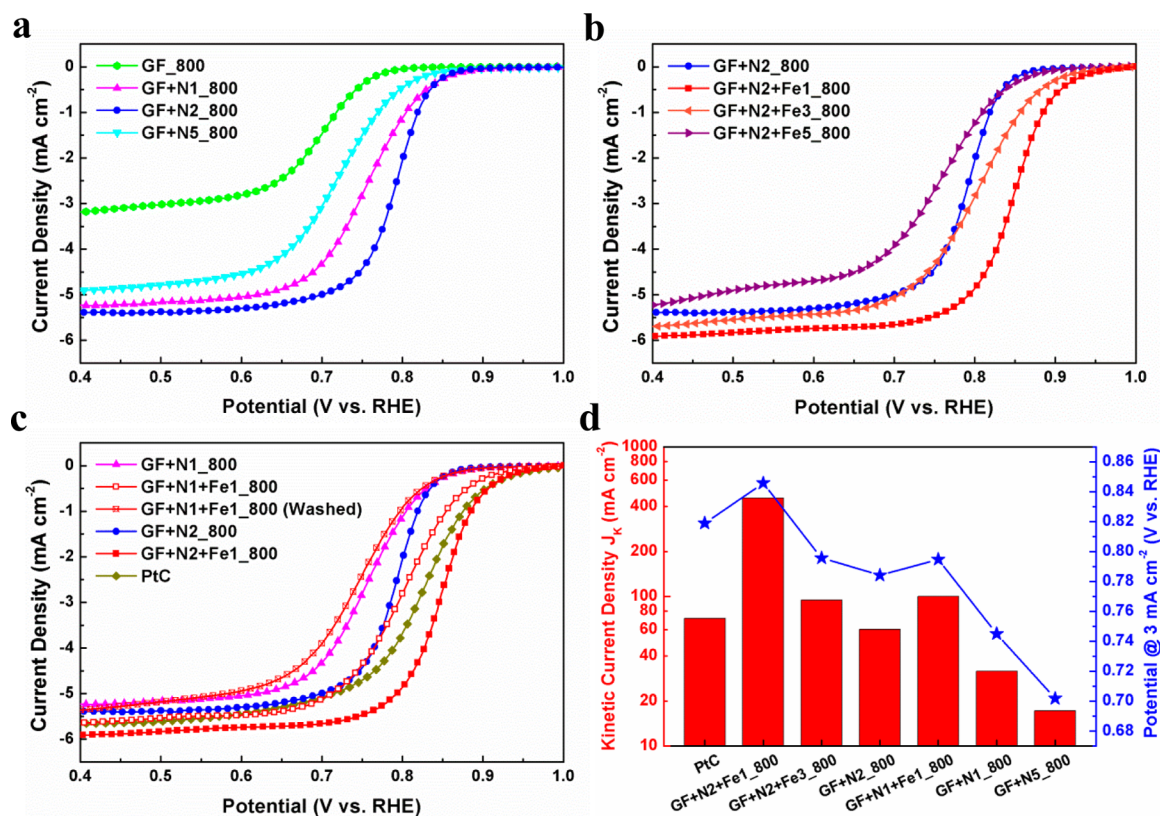 a
GF_800
GF+N1_800
GF+N2_800
GF+N5_800
0
-1
-2
-3
-4
-5
-6
Current Density (mA cm-2)
0.4 0.5 0.6 0.7 0.8 0.9 1.0
Potential (V vs. RHE)
b
GF+N2_800
GF+N2+Fe1_800
GF+N2+Fe3_800
GF+N2+Fe5_800
0
-1
-2
-3
-4
-5
-6
Current Density (mA cm-2)
0.4 0.5 0.6 0.7 0.8 0.9 1.0
Potential (V vs. RHE)
c
GF+N1_800
GF+N1+Fe1_800
GF+N1+Fe1_800 (Washed)
GF+N2_800
GF+N2+Fe1_800
PtC
0
-1
-2
-3
-4
-5
-6
Current Density (mA cm-2)
0.4 0.5 0.6 0.7 0.8 0.9 1.0
Potential (V vs. RHE)
d
1000
800
600
400
200
100
80
60
40
20
10
Kinetic Current Density JK (mA cm-2)
0.86
0.84
0.82
0.80
0.78
0.76
0.74
0.72
0.70
0.68
Potential @ 3 mA cm-2 (V vs. RHE)
PtC
GF+N2+Fe1_800
GF+N2+Fe3_800
GF+N2_800
GF+N1+Fe1_800
GF+N1_800
GF+N5_800